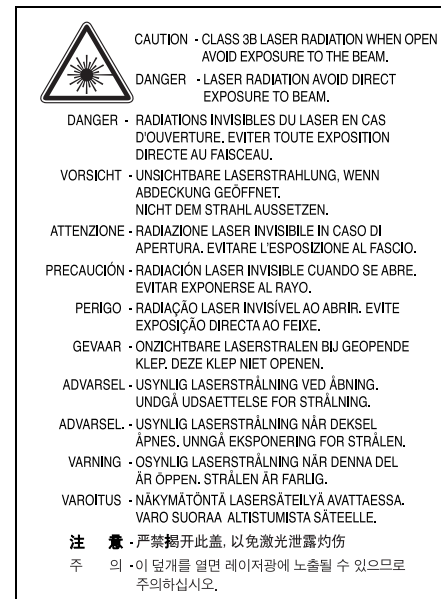 CAUTION - CLASS 3B LASER RADIATION WHEN OPEN
AVOID EXPOSURE TO THE BEAM.
DANGER - LASER RADIATION AVOID DIRECT
EXPOSURE TO BEAM.
DANGER - RADIATIONS INVISIBLES DU LASER EN CAS
D'OUVERTURE. EVITER TOUTE EXPOSITION
DIRECTE AU FAISCEAU.
VORSICHT - UNSICHTBARE LASERSTRAHLUNG, WENN
ABDECKUNG GEÖFFNET.
NICHT DEM STRAHL AUSSETZEN.
ATTENZIONE - RADIAZIONE LASER INVISIBILE IN CASO DI
APERTURA. EVITARE L'ESPOSIZIONE AL FASCIO.
PRECAUCIÓN - RADIACIÓN LASER INVISIBLE CUANDO SE ABRE.
EVITAR EXPONERSE AL RAYO.
PERIGO - RADIAÇÃO LASER INVISÍVEL AO ABRIR. EVITE
EXPOSIÇÃO DIRECTA AO FEIXE.
GEVAAR - ONZICHTBARE LASERSTRALEN BIJ GEOPENDE
KLEP. DEZE KLEP NIET OPENEN.
ADVARSEL - USYNLIG LASERSTRÅLNING VED ÅBNING.
UNDGÅ UDSAETTELSE FOR STRÅLNING.
ADVARSEL. - USYNLIG LASERSTRÅLNING NÅR DEKSEL
ÅPNES. UNNGÅ EKSPONERING FOR STRÅLEN.
VARNING - OSYNLIG LASERSTRÅLNING NÄR DENNA DEL
ÄR ÖPPEN. STRÅLEN ÄR FARLIG.
VAROITUS - NÄKYMÄTÖNTÄ LASERSÄTEILYÄ AVATTAESSA.
VARO SUORAA ALTISTUMISTA SÄTEELLE.
注 意 - 严禁揭开此盖, 以免激光泄露灼伤
주 의 - 이 덮개를 열면 레이저광에 노출될 수 있으므로
주의하십시오.